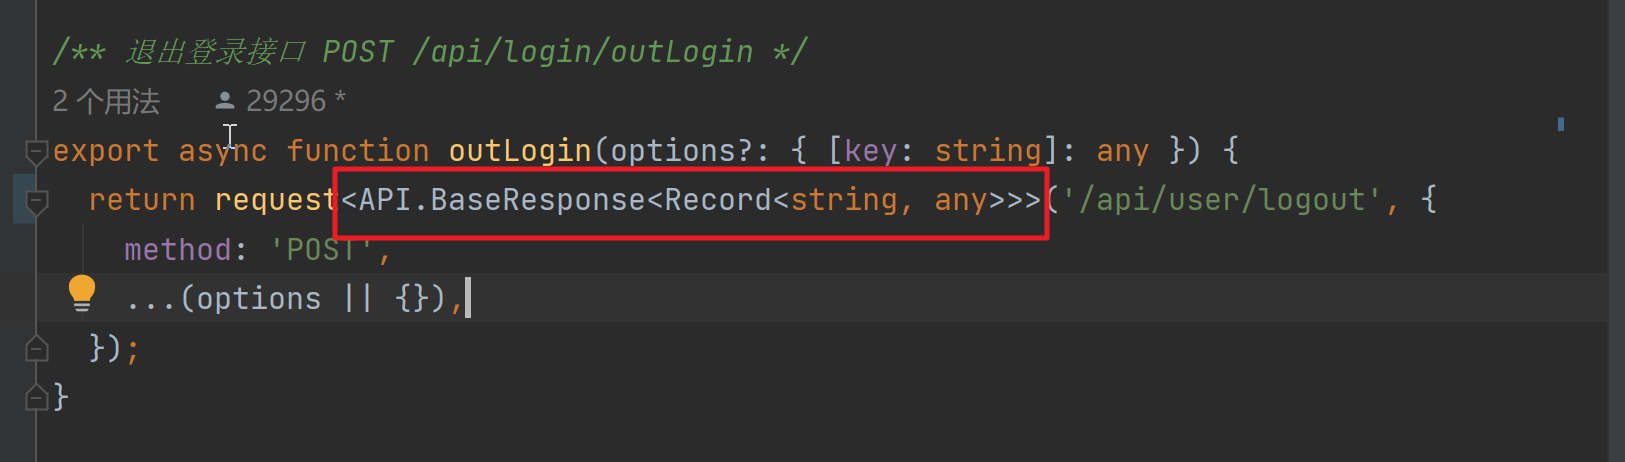 /** 退出登录接口 POST /api/login/outLogin */
2 个用法 29296 *
export async function outLogin(options?: { [key: string]: any }) {
return request<API.BaseResponse<Record<string, any>>>('/api/user/logout', {
method: 'POST',
...(options || {}),
});
}